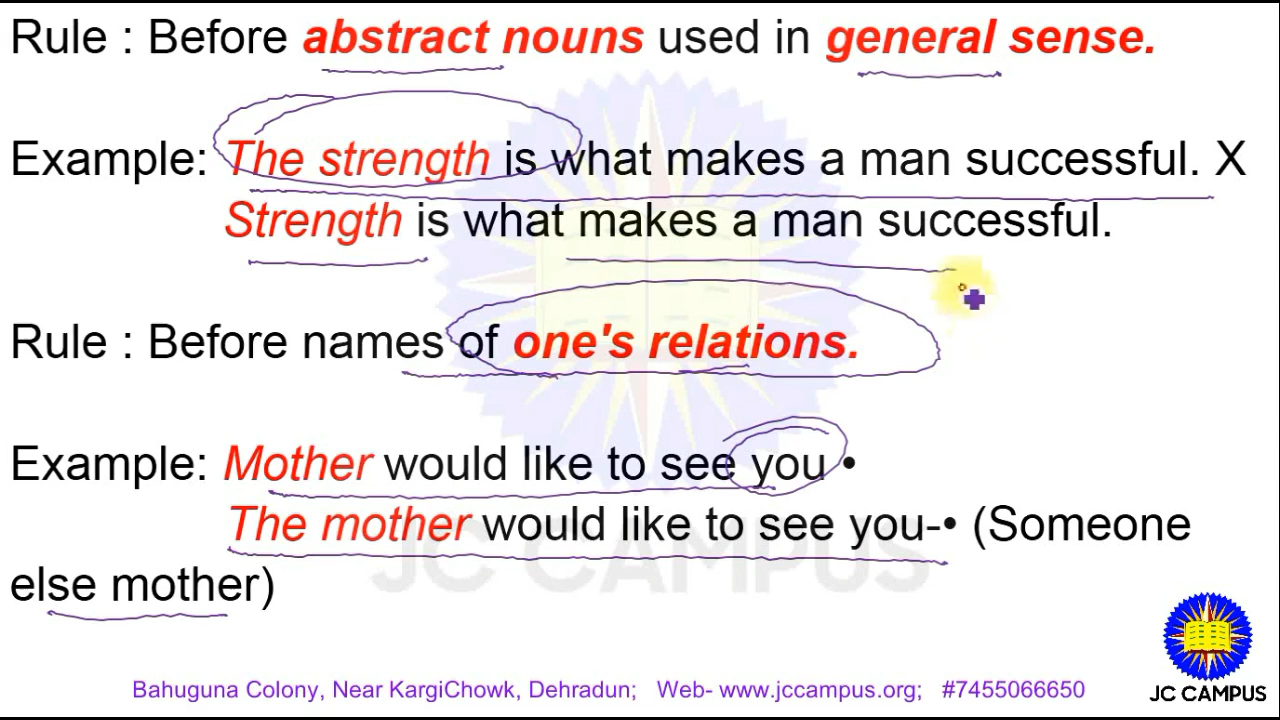 Rule : Before abstract nouns used in general sense.
Example: The strength is what makes a man successful. X
Strength is what makes a man successful.
Rule : Before names of one's relations.
Example: Mother would like to see you •
The mother would like to see you-• (Someone
else mother)
JC CAMPUS
Bahuguna Colony, Near KargiChowk, Dehradun; Web- www.jccampus.org; #7455066650
JC CAMPUS